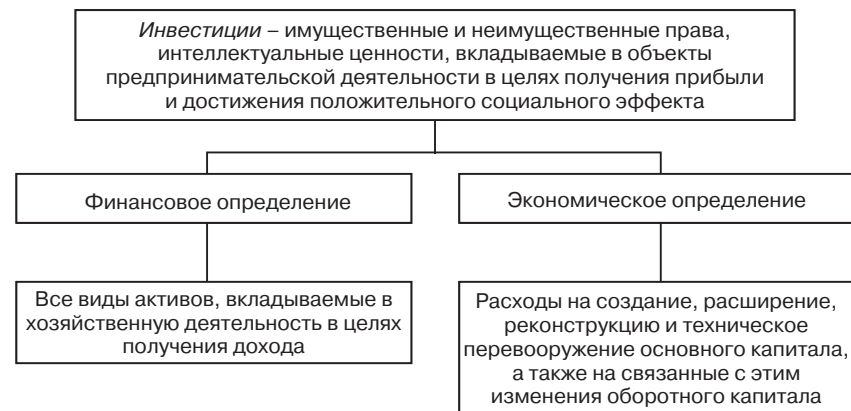 Инвестиции – имущественные и неимущественные права,
интеллектуальные ценности, вкладываемые в объекты
предпринимательской деятельности в целях получения прибыли
и достижения положительного социального эффекта
Финансовое определение
Экономическое определение
Все виды активов, вкладываемые в
хозяйственную деятельность в целях
получения дохода
Расходы на создание, расширение,
реконструкцию и техническое
перевооружение основного капитала,
а также на связанные с этим
изменения оборотного капитала